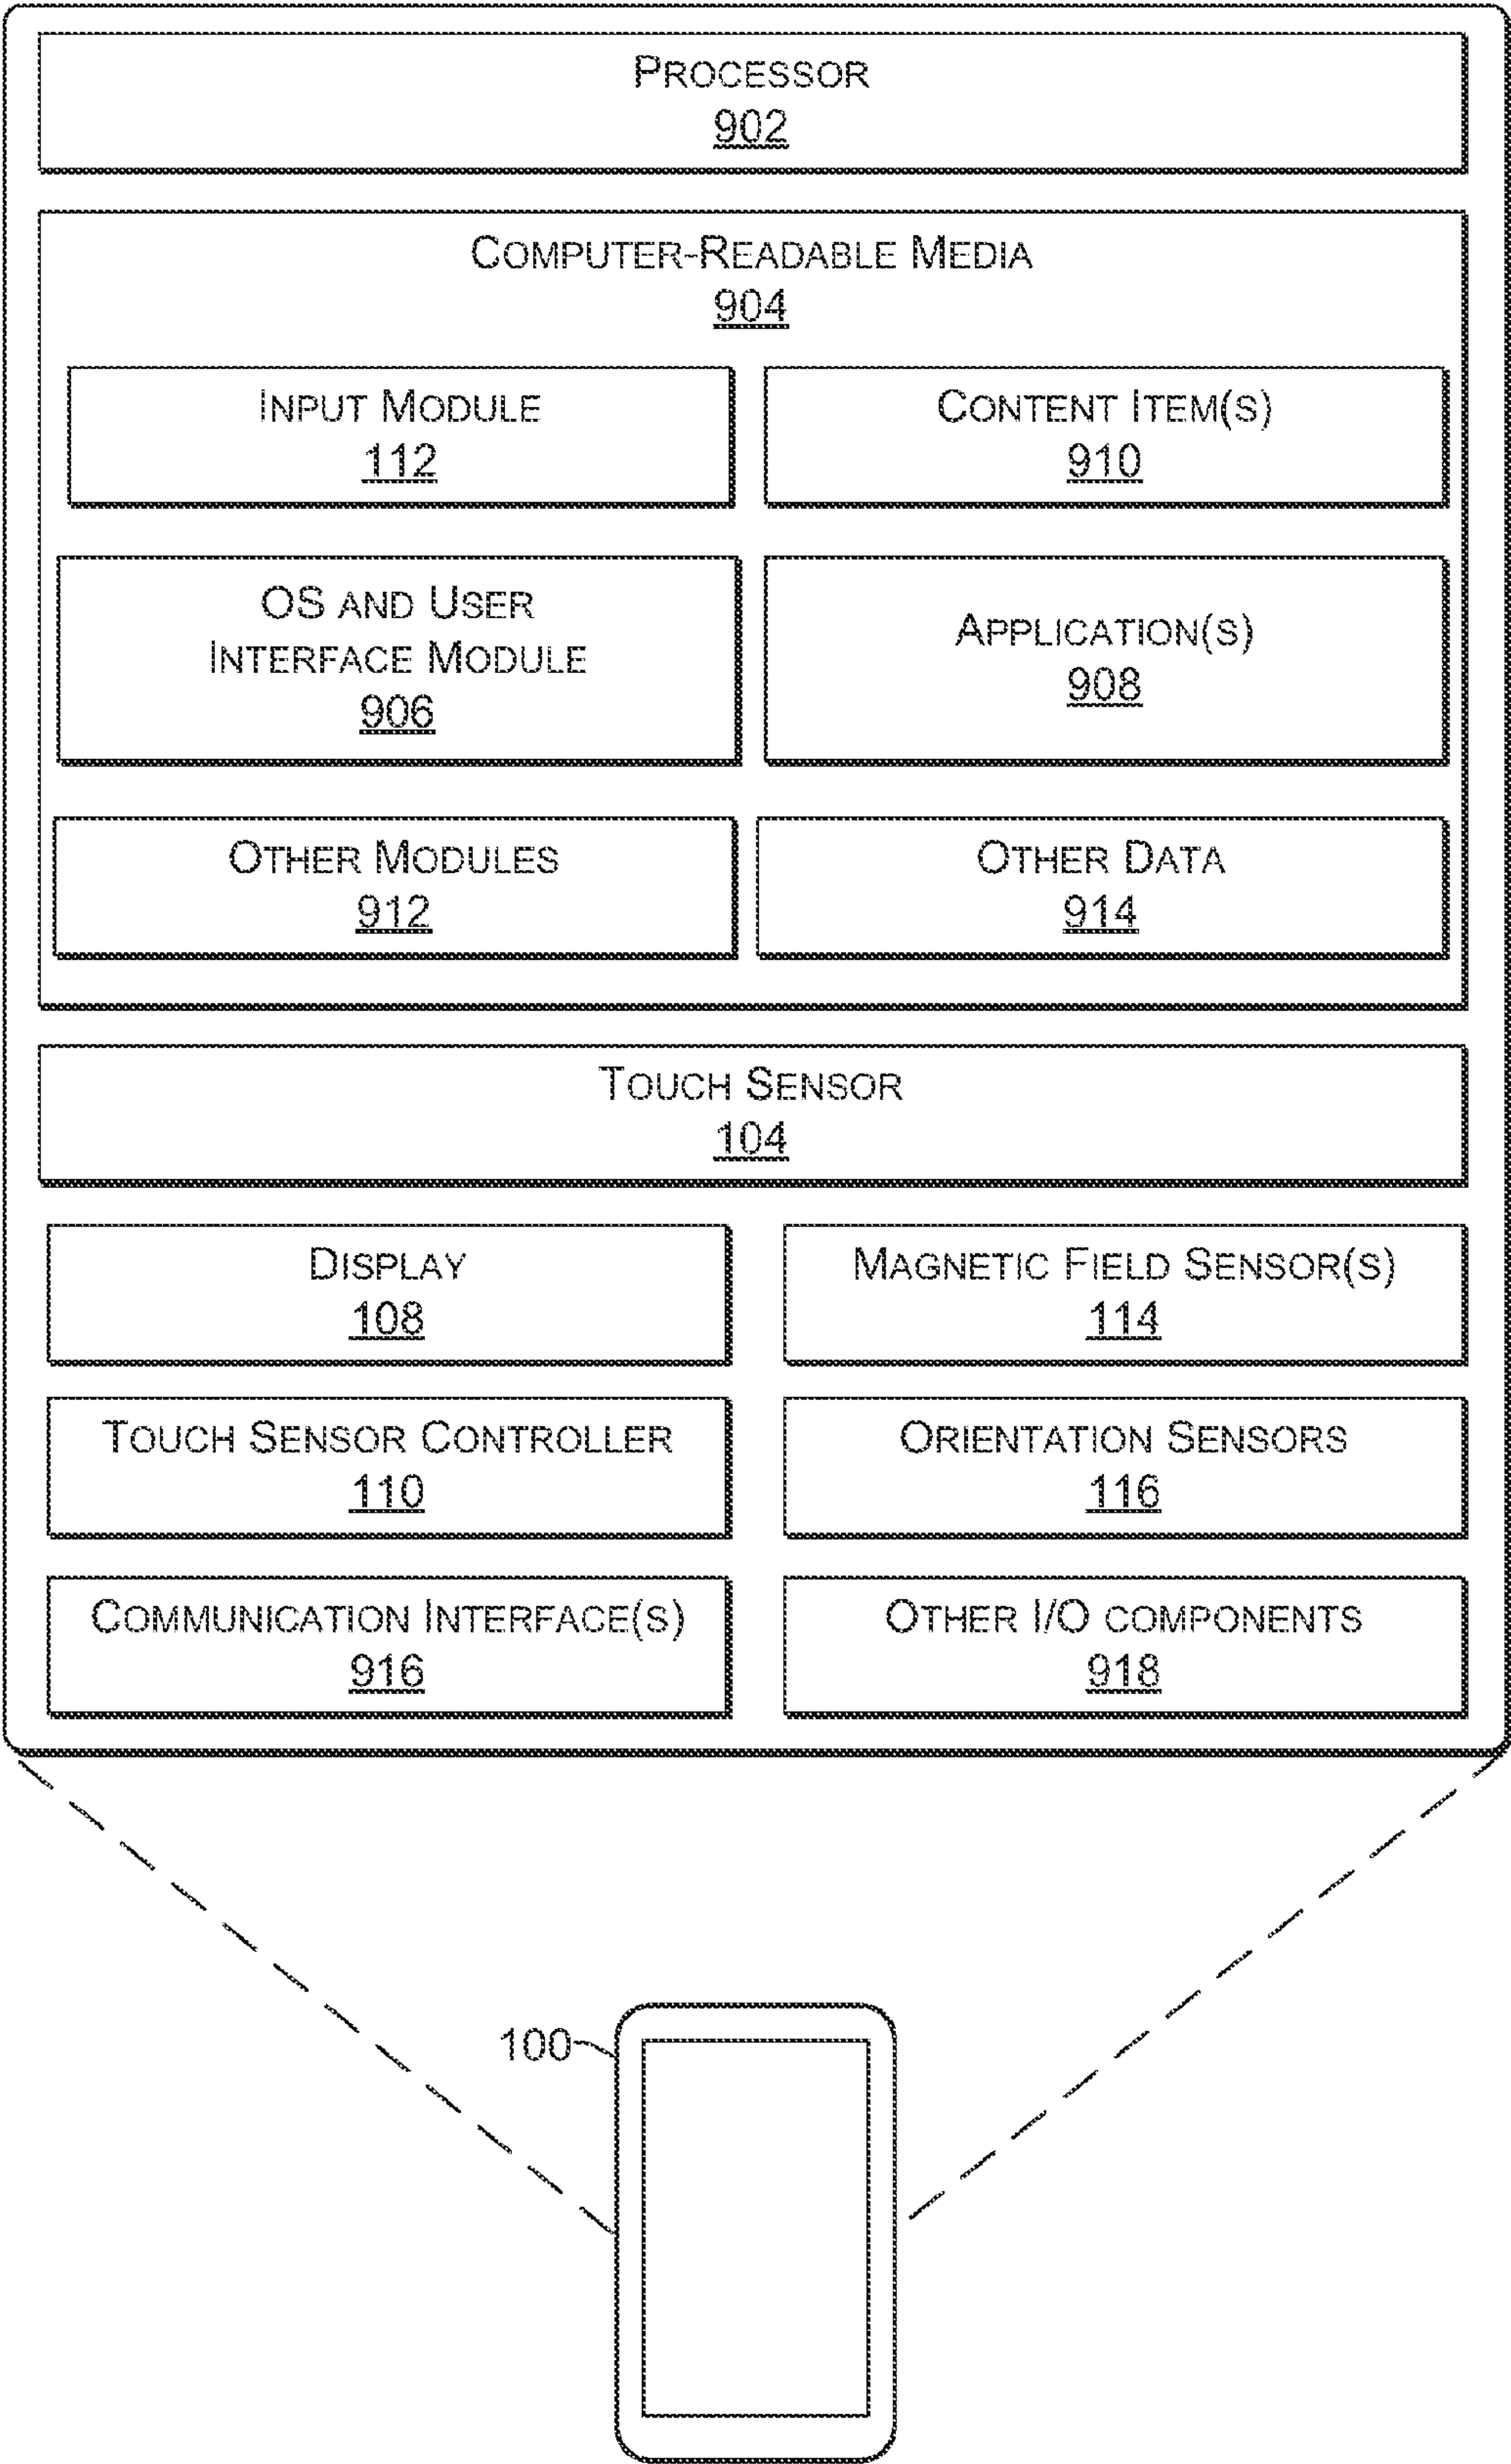 PROCESSOR
902
COMPUTER-READABLE MEDIA
904
INPUT MODULE
112
CONTENT ITEM(S)
910
OS AND USER
INTERFACE MODULE
906
APPLICATION(S)
908
OTHER MODULES
912
OTHER DATA
914
TOUCH SENSOR
104
DISPLAY
108
MAGNETIC FIELD SENSOR(S)
114
TOUCH SENSOR CONTROLLER
110
ORIENTATION SENSORS
116
COMMUNICATION INTERFACE(S)
916
OTHER I/O COMPONENTS
918
100